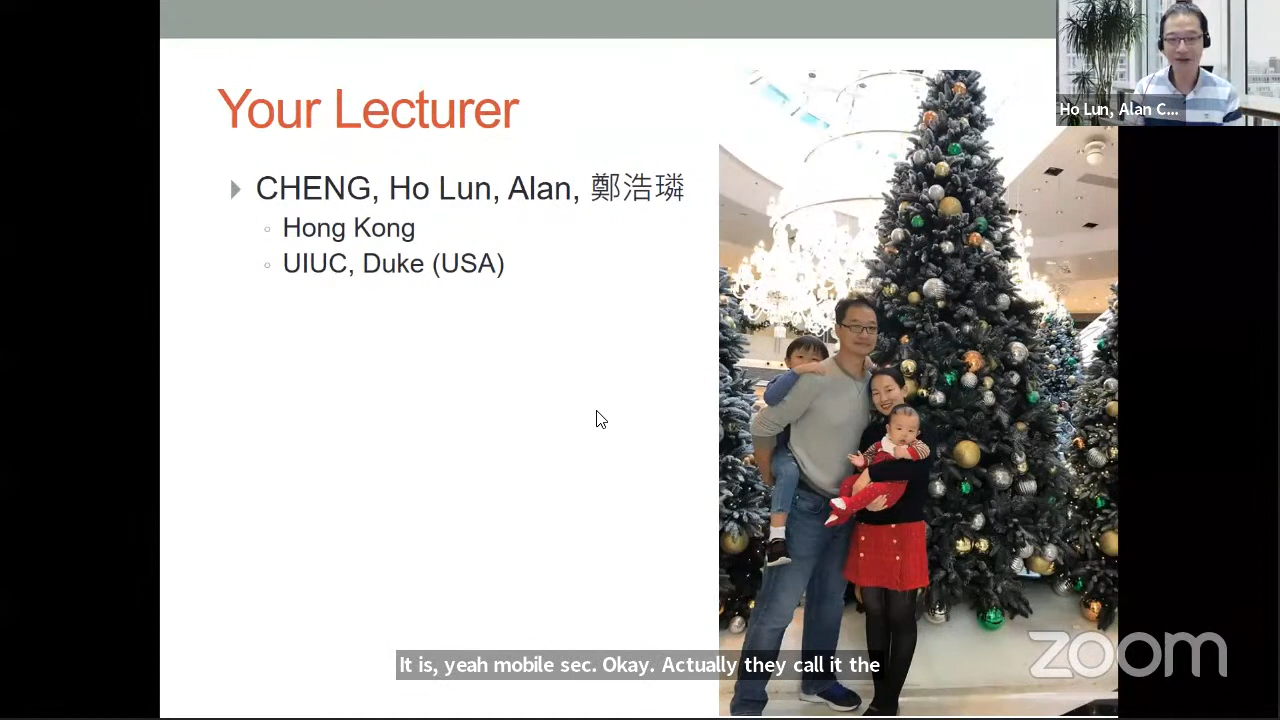 Your Lecturer
CHENG, Ho Lun, Alan, 鄭浩璘
Hong Kong
UIUC, Duke (USA)
Ho Lun, Alan C...
It is, yeah mobile sec. Okay. Actually they call it the
zoom